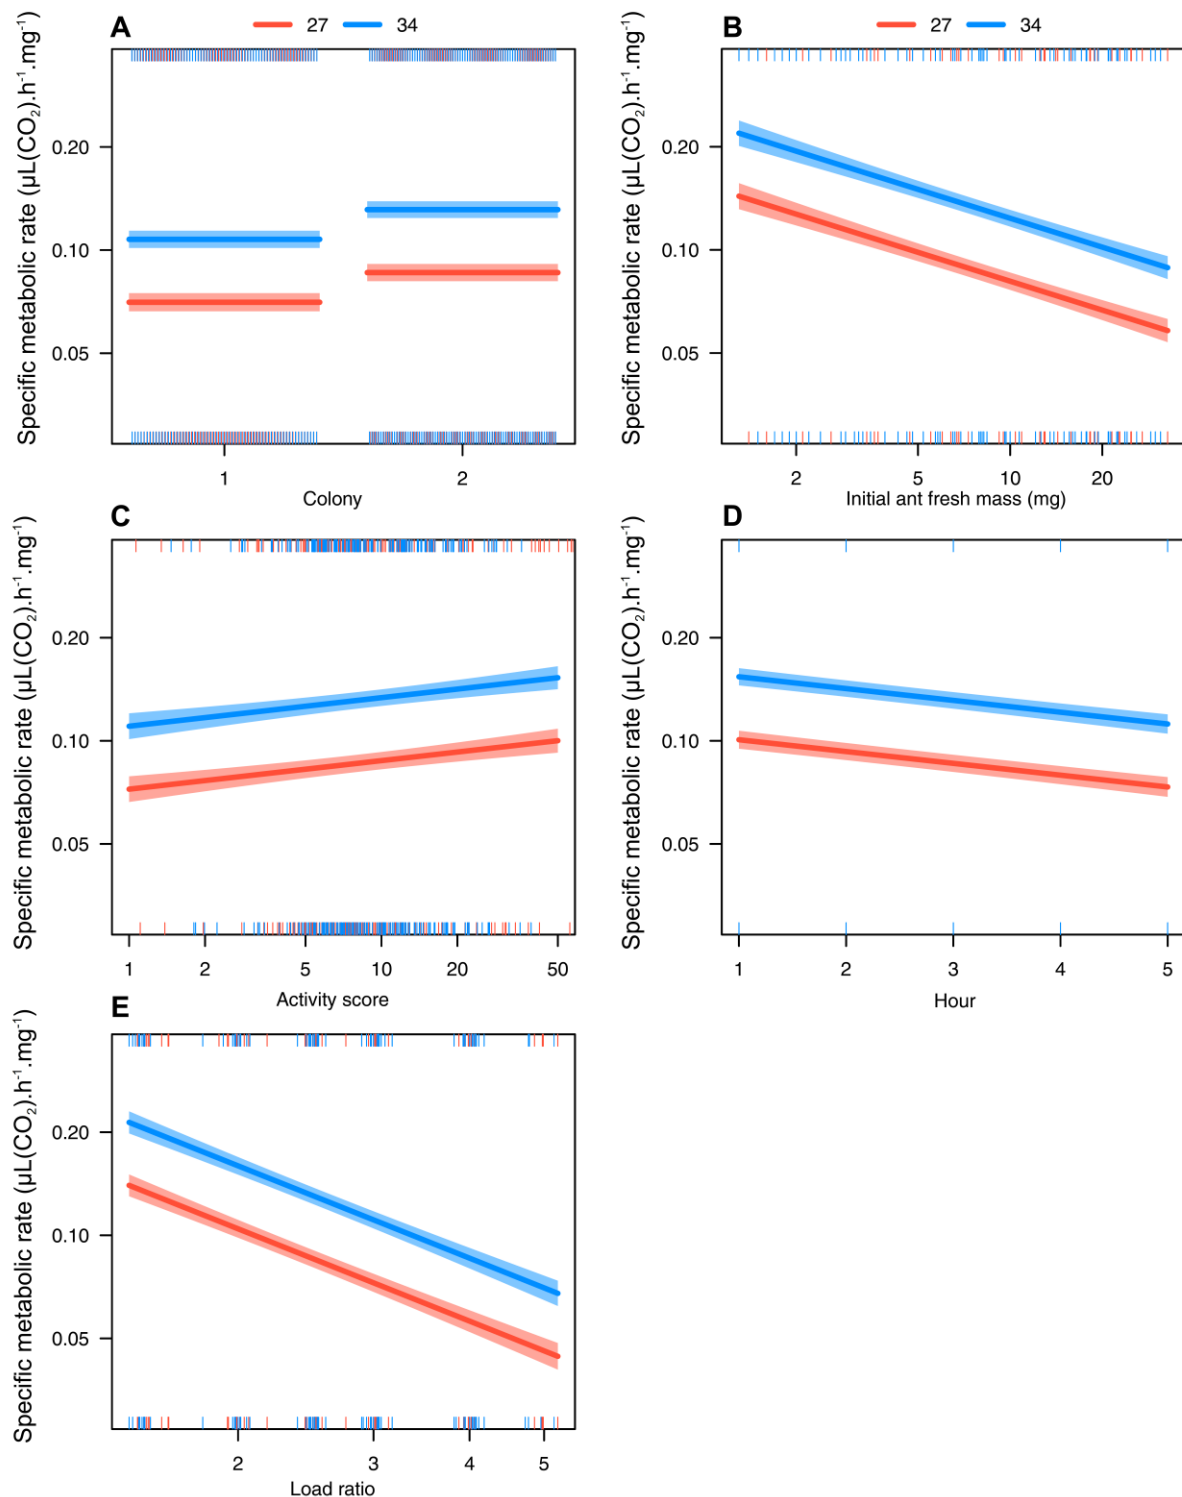 A
27 34
Specific metabolic rate (µL(CO₂).h⁻¹.mg⁻¹)
0.20
0.10
0.05
1 2
Colony
B
27 34
Specific metabolic rate (µL(CO₂).h⁻¹.mg⁻¹)
0.20
0.10
0.05
2 5 10 20
Initial ant fresh mass (mg)
C
Specific metabolic rate (µL(CO₂).h⁻¹.mg⁻¹)
0.20
0.10
0.05
1 2 5 10 20 50
Activity score
D
Specific metabolic rate (µL(CO₂).h⁻¹.mg⁻¹)
0.20
0.10
0.05
1 2 3 4 5
Hour
E
Specific metabolic rate (µL(CO₂).h⁻¹.mg⁻¹)
0.20
0.10
0.05
2 3 4 5
Load ratio